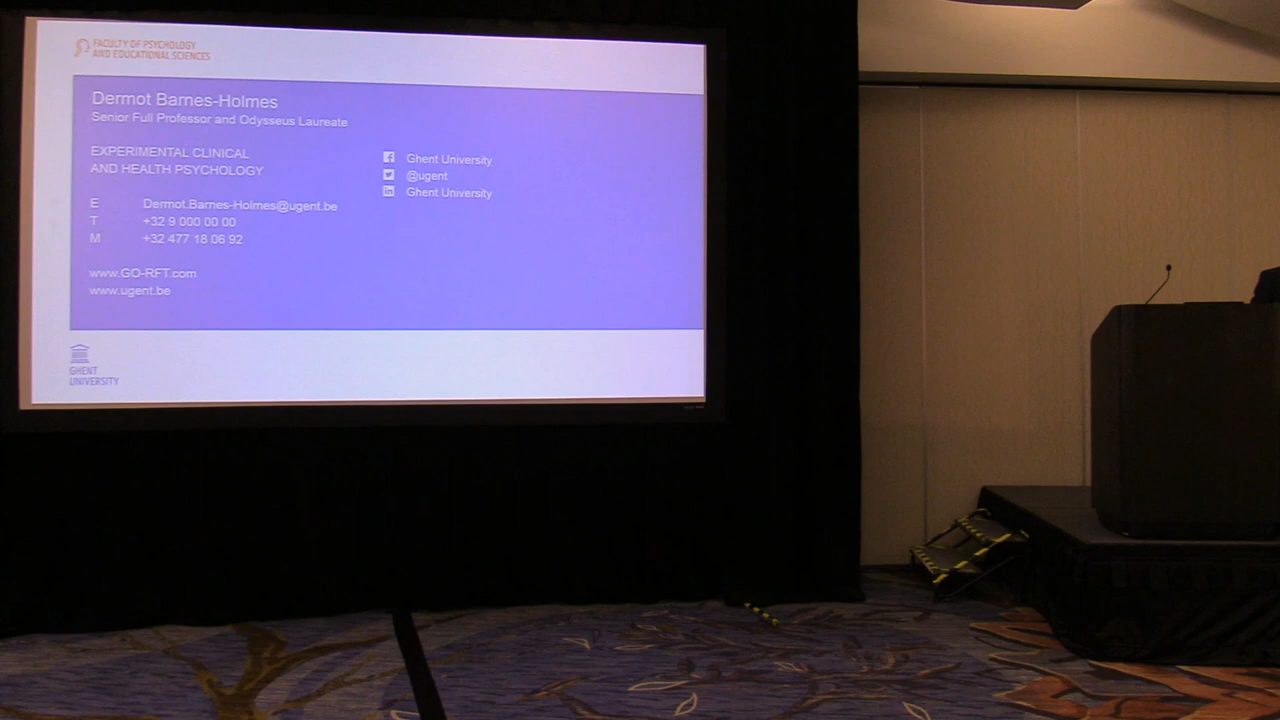 FACULTY OF PSYCHOLOGY
AND EDUCATIONAL SCIENCES
Dermot Barnes-Holmes
Senior Full Professor and Odysseus Laureate
EXPERIMENTAL CLINICAL
AND HEALTH PSYCHOLOGY
E Dermot.Barnes-Holmes@ugent.be
T +32 9 000 00 00
M +32 477 18 06 92
www.GO-RFT.com
www.ugent.be
f Ghent University
@ugent
in Ghent University
GHENT
UNIVERSITY